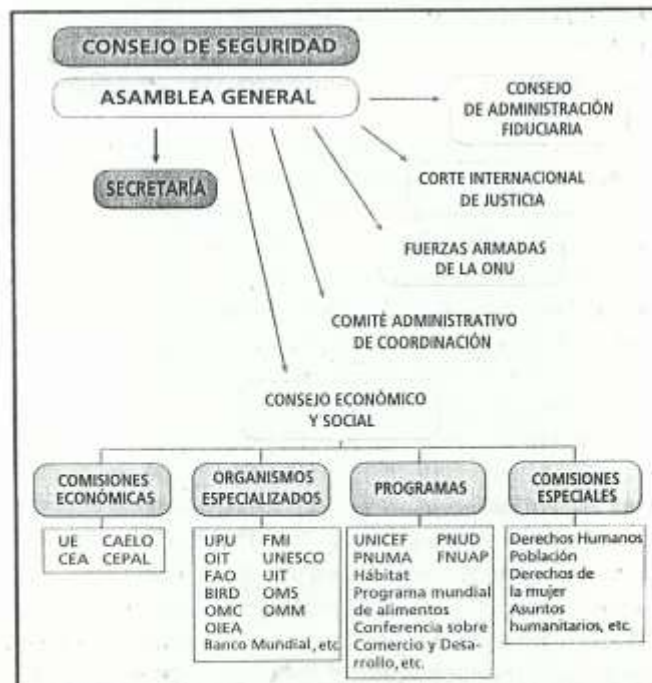 CONSEJO DE SEGURIDAD
ASAMBLEA GENERAL
CONSEJO
DE ADMINISTRACIÓN
FIDUCIARIA
SECRETARÍA
CORTE INTERNACIONAL
DE JUSTICIA
FUERZAS ARMADAS
DE LA ONU
COMITÉ ADMINISTRATIVO
DE COORDINACIÓN
CONSEJO ECONÓMICO
Y SOCIAL
COMISIONES
ECONÓMICAS
UE CAELO
CEA CEPAL
ORGANISMOS
ESPECIALIZADOS
UPU FMI
OIT UNESCO
FAO UIT
BIRD OMS
OMC OMM
OIEA
Banco Mundial, etc.
PROGRAMAS
UNICEF PNUD
PNUMA FNUAP
Hábitat
Programa mundial
de alimentos
Conferencia sobre
Comercio y Desa-
rrollo, etc.
COMISIONES
ESPECIALES
Derechos Humanos
Población
Derechos de
la mujer
Asuntos
humanitarios, etc.